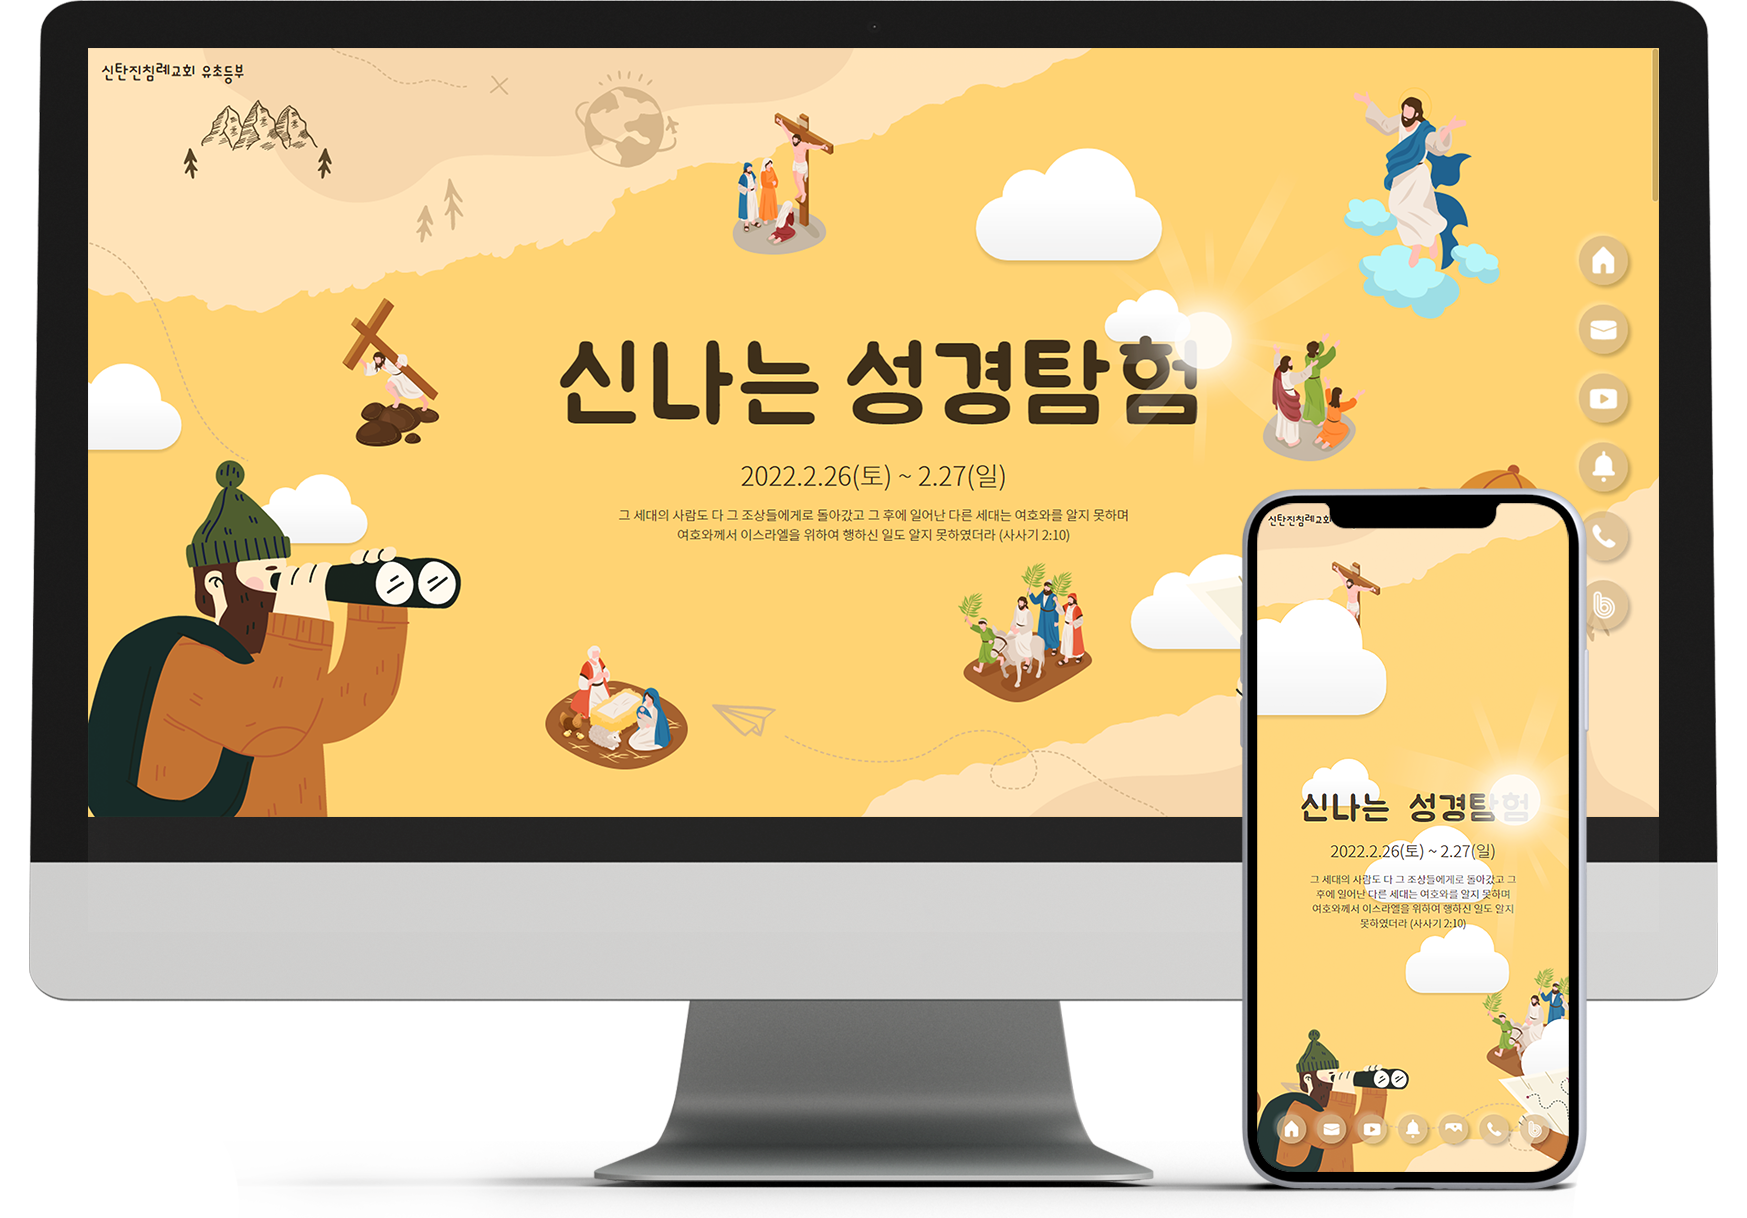 신탄진침례교회 유초등부
신나는 성경탐험
2022.2.26(토) ~ 2.27(일)
그 세대의 사람도 다 그 조상들에게로 돌아갔고 그 후에 일어난 다른 세대는 여호와를 알지 못하며
여호와께서 이스라엘을 위하여 행하신 일도 알지 못하였더라 (사사기 2:10)
신탄진침례교회
신나는 성경탐험
2022.2.26(토) ~ 2.27(일)
그 세대의 사람도 다 그 조상들에게로 돌아갔고 그
후에 일어난 다른 세대는 여호와를 알지 못하며
여호와께서 이스라엘을 위하여 행하신 일도 알지
못하였더라 (사사기 2:10)